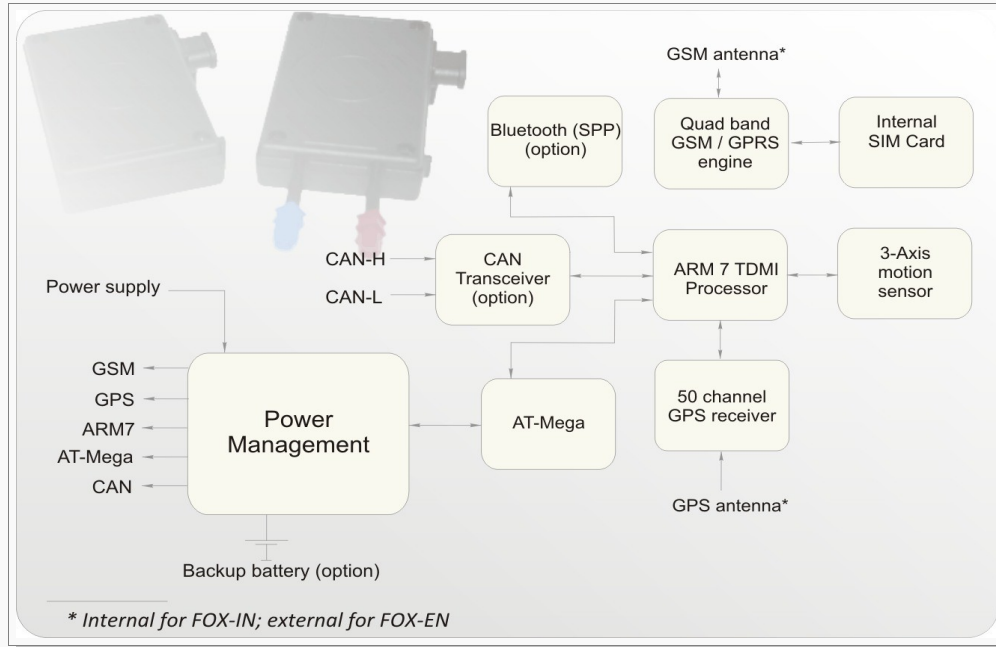 GSM antenna*
Bluetooth (SPP)
(option)
Quad band
GSM / GPRS
engine
Internal
SIM Card
CAN-H
CAN-L
CAN
Transceiver
(option)
ARM 7 TDMI
Processor
3-Axis
motion
sensor
Power supply
GSM
GPS
ARM7
AT-Mega
CAN
Power
Management
AT-Mega
50 channel
GPS receiver
GPS antenna*
Backup battery (option)
* Internal for FOX-IN; external for FOX-EN